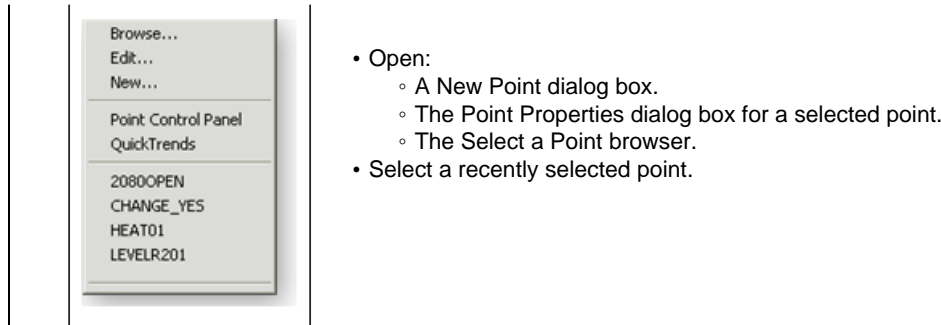 Browse...
Edit...
New...
Point Control Panel
QuickTrends
2080OPEN
CHANGE_YES
HEAT01
LEVELR201
• Open:
◦ A New Point dialog box.
◦ The Point Properties dialog box for a selected point.
◦ The Select a Point browser.
• Select a recently selected point.